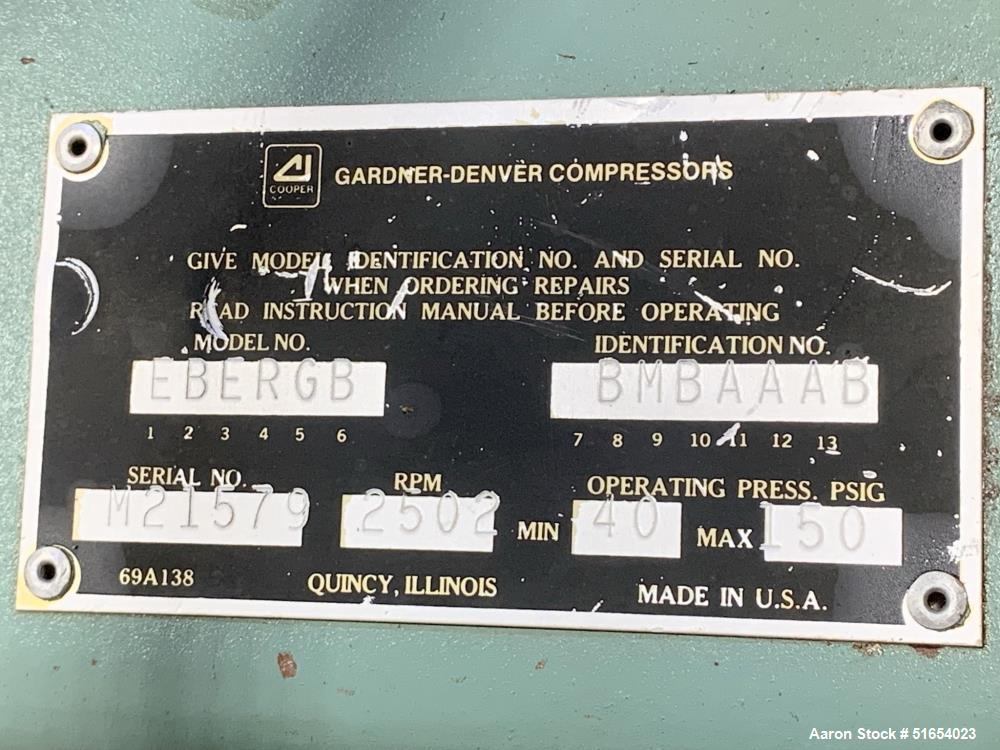 COOPER
GARDNER-DENVER COMPRESSORS
GIVE MODEL IDENTIFICATION NO. AND SERIAL NO.
WHEN ORDERING REPAIRS
READ INSTRUCTION MANUAL BEFORE OPERATING
MODEL NO. IDENTIFICATION NO.
EBERGB BMBAAAB
1 2 3 4 5 6 7 8 9 10 11 12 13
SERIAL NO. RPM OPERATING PRESS. PSIG
M21579 2502 MIN 40 MAX 150
69A138 QUINCY, ILLINOIS MADE IN U.S.A.
Aaron Stock # 51654023